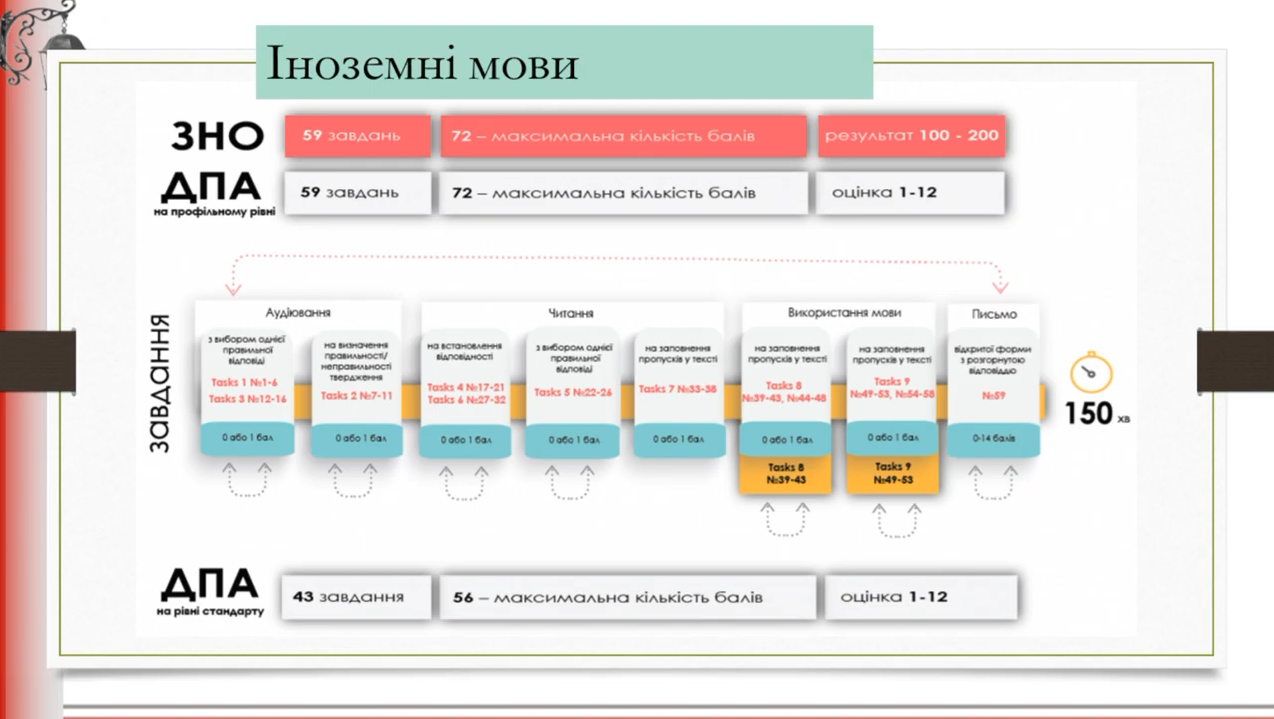 Іноземні мови
ЗНО
59 завдань
72 – максимальна кількість балів
результат 100 - 200
ДПА
на профільному рівні
59 завдань
72 – максимальна кількість балів
оцінка 1-12
завдання
Аудіювання
з вибором однієї
правильної
відповіді
Tasks 1 №1-6
Tasks 3 №12-16
0 або 1 бал
на визначення
правильності/
неправильності
твердження
Tasks 2 №7-11
0 або 1 бал
Читання
на встановлення
відповідності
Tasks 4 №17-21
Tasks 6 №27-32
0 або 1 бал
з вибором однієї
правильної
відповіді
Tasks 5 №22-26
0 або 1 бал
на заповнення
пропусків у тексті
Tasks 7 №33-38
0 або 1 бал
Використання мови
на заповнення
пропусків у тексті
Tasks 8
№39-43, №44-48
0 або 1 бал
Tasks 8
№39-43
на заповнення
пропусків у тексті
Tasks 9
№49-53, №54-58
0 або 1 бал
Tasks 9
№49-53
Письмо
відкритої форми
з розгорнутою
відповіддю
№59
0-14 балів
150 хв
ДПА
на рівні стандарту
43 завдання
56 – максимальна кількість балів
оцінка 1-12